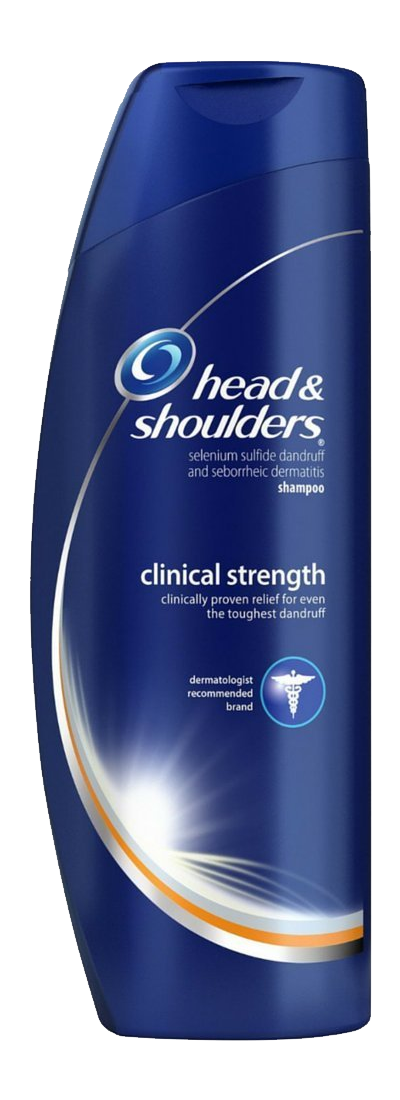 head &
shoulders®
selenium sulfide dandruff
and seborrheic dermatitis
shampoo
clinical strength
clinically proven relief for even
the toughest dandruff
dermatologist
recommended
brand